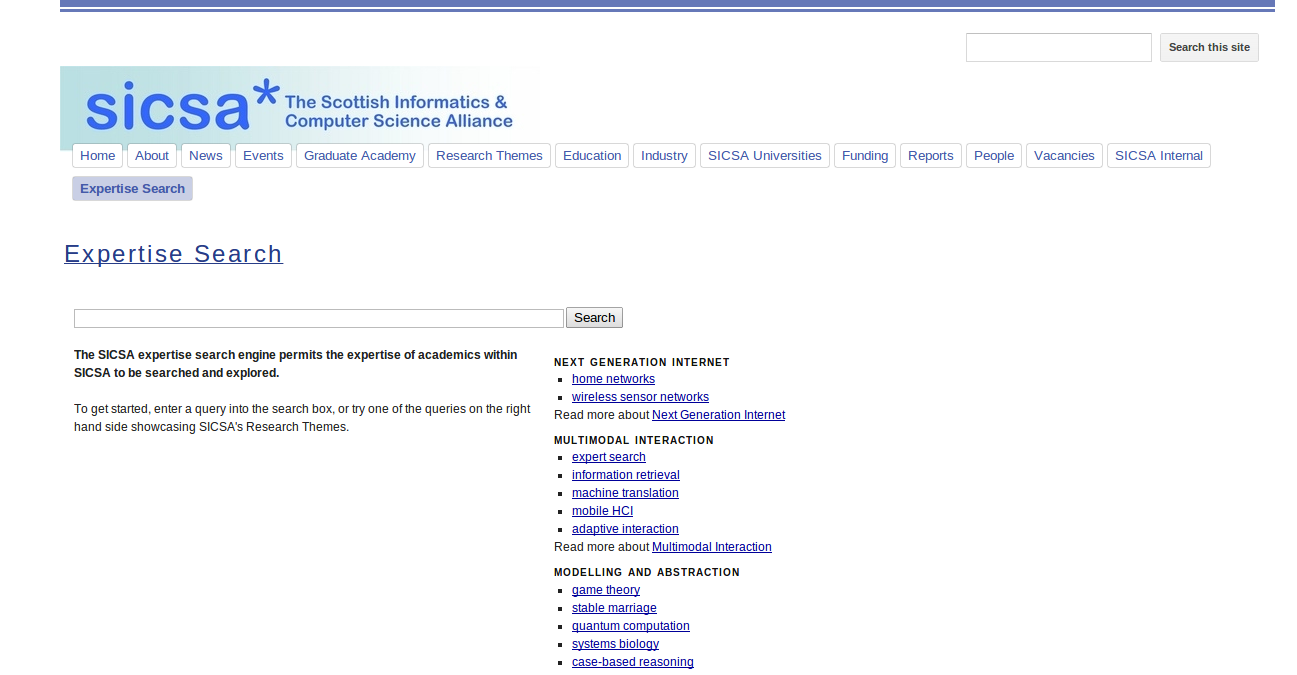 Search this site
sicsa* The Scottish Informatics &
Computer Science Alliance
Home About News Events Graduate Academy Research Themes Education Industry SICSA Universities Funding Reports People Vacancies SICSA Internal
Expertise Search
Expertise Search
Search
The SICSA expertise search engine permits the expertise of academics within
SICSA to be searched and explored.
To get started, enter a query into the search box, or try one of the queries on the right
hand side showcasing SICSA's Research Themes.
NEXT GENERATION INTERNET
home networks
wireless sensor networks
Read more about Next Generation Internet
MULTIMODAL INTERACTION
expert search
information retrieval
machine translation
mobile HCI
adaptive interaction
Read more about Multimodal Interaction
MODELLING AND ABSTRACTION
game theory
stable marriage
quantum computation
systems biology
case-based reasoning